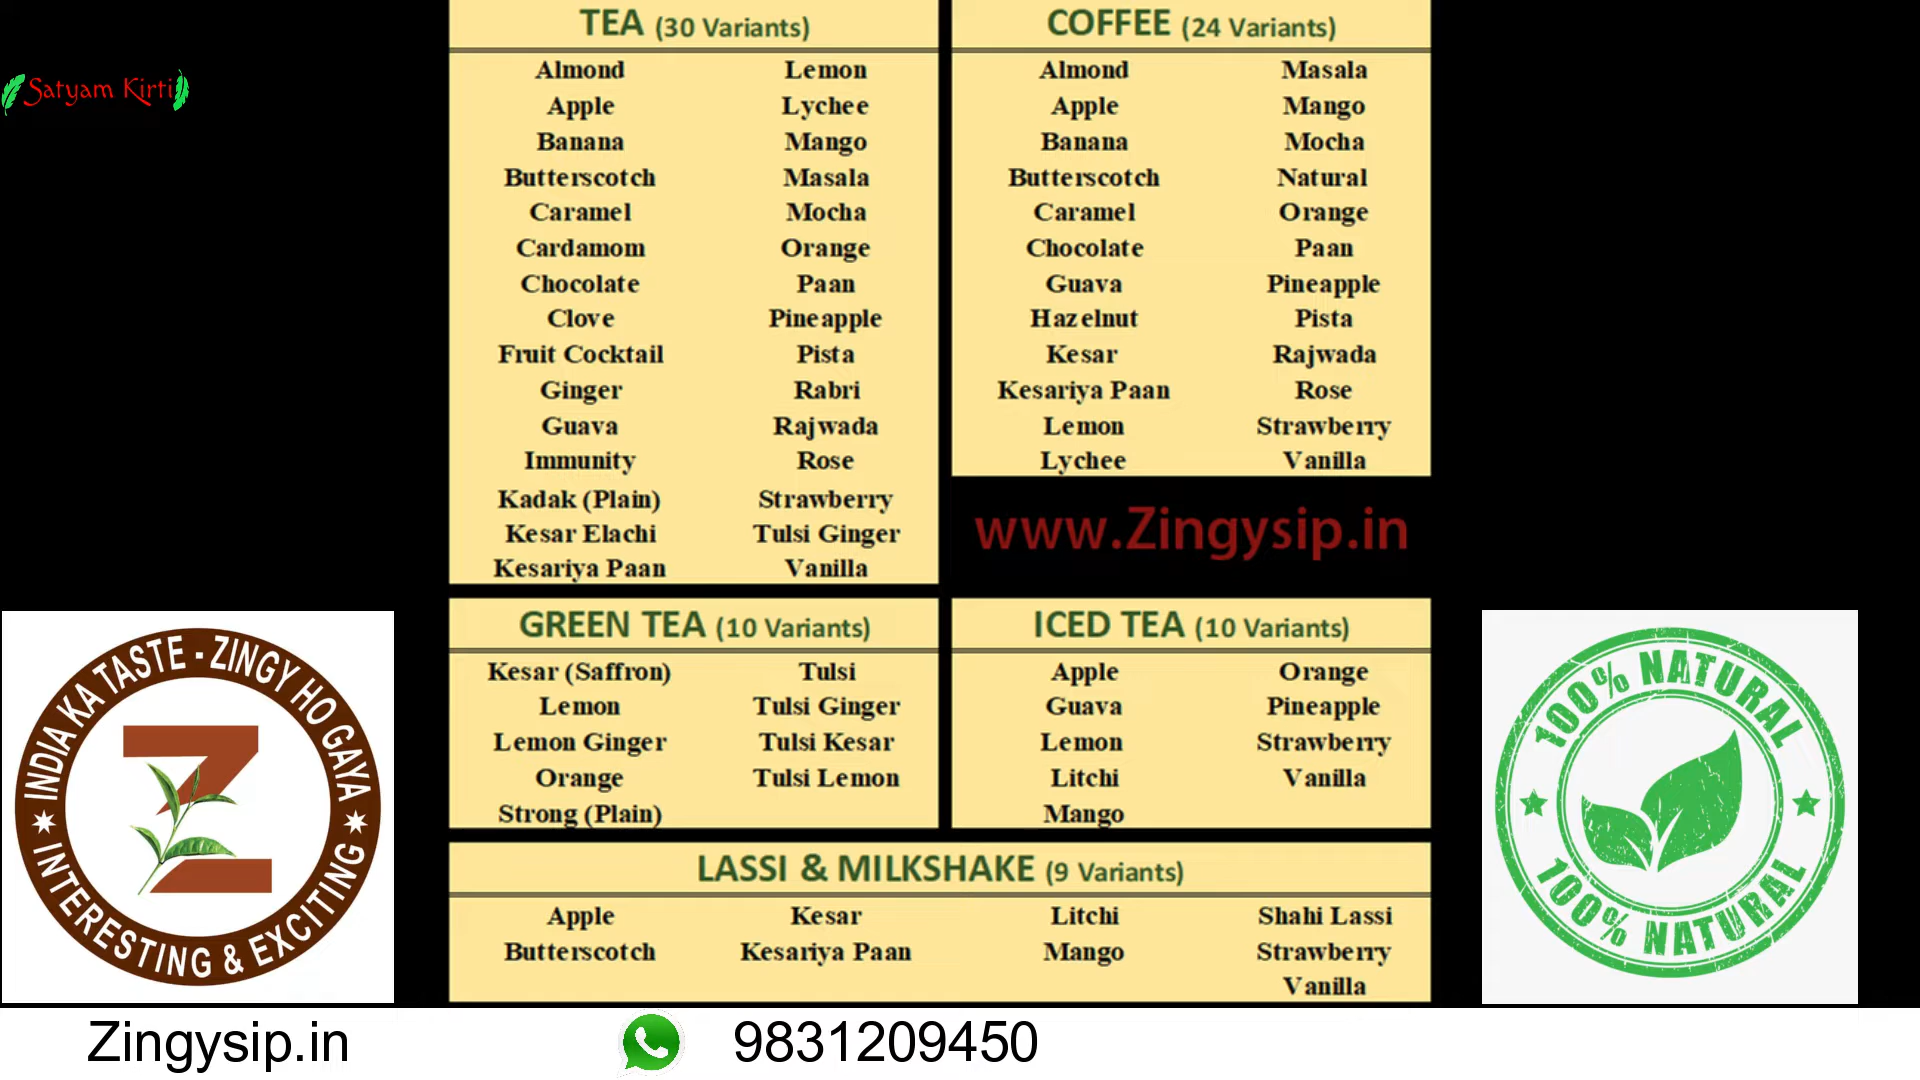 Satyam Kirti
TEA (30 Variants)
Almond Lemon
Apple Lychee
Banana Mango
Butterscotch Masala
Caramel Mocha
Cardamom Orange
Chocolate Paan
Clove Pineapple
Fruit Cocktail Pista
Ginger Rabri
Guava Rajwada
Immunity Rose
Kadak (Plain) Strawberry
Kesar Elachi Tulsi Ginger
Kesariya Paan Vanilla
COFFEE (24 Variants)
Almond Masala
Apple Mango
Banana Mocha
Butterscotch Natural
Caramel Orange
Chocolate Paan
Guava Pineapple
Hazelnut Pista
Kesar Rajwada
Kesariya Paan Rose
Lemon Strawberry
Lychee Vanilla
www.Zingysip.in
GREEN TEA (10 Variants)
Kesar (Saffron) Tulsi
Lemon Tulsi Ginger
Lemon Ginger Tulsi Kesar
Orange Tulsi Lemon
Strong (Plain)
ICED TEA (10 Variants)
Apple Orange
Guava Pineapple
Lemon Strawberry
Litchi Vanilla
Mango
LASSI & MILKSHAKE (9 Variants)
Apple Kesar Litchi Shahi Lassi
Butterscotch Kesariya Paan Mango Strawberry
Vanilla
INDIA KA TASTE - ZINGY HO GAYA
Z
INTERESTING & EXCITING
100% NATURAL
100% NATURAL
Zingysip.in 9831209450